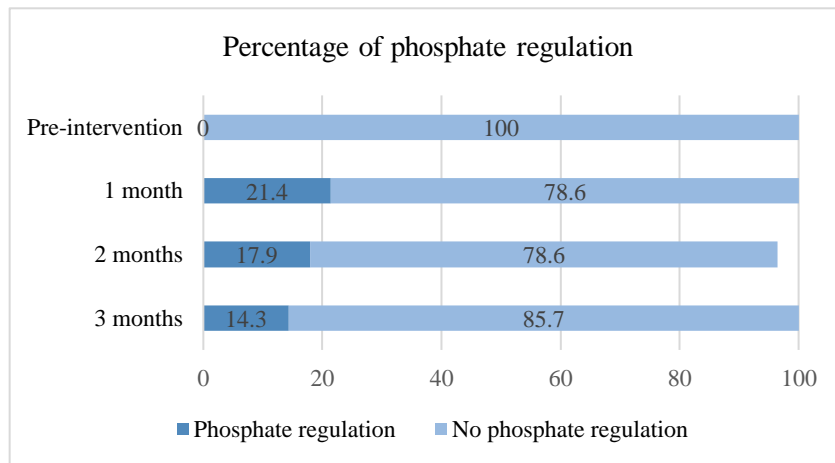 Percentage of phosphate regulation
Pre-intervention 0 100
1 month 21.4 78.6
2 months 17.9 78.6
3 months 14.3 85.7
0 20 40 60 80 100
Phosphate regulation No phosphate regulation